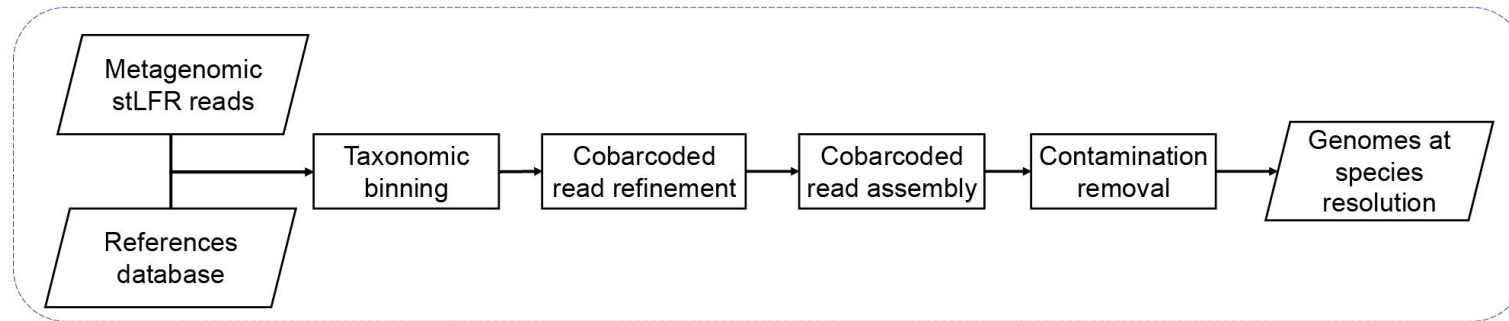 Metagenomic
stLFR reads
References
database
Taxonomic
binning
Cobarcoded
read refinement
Cobarcoded
read assembly
Contamination
removal
Genomes at
species
resolution